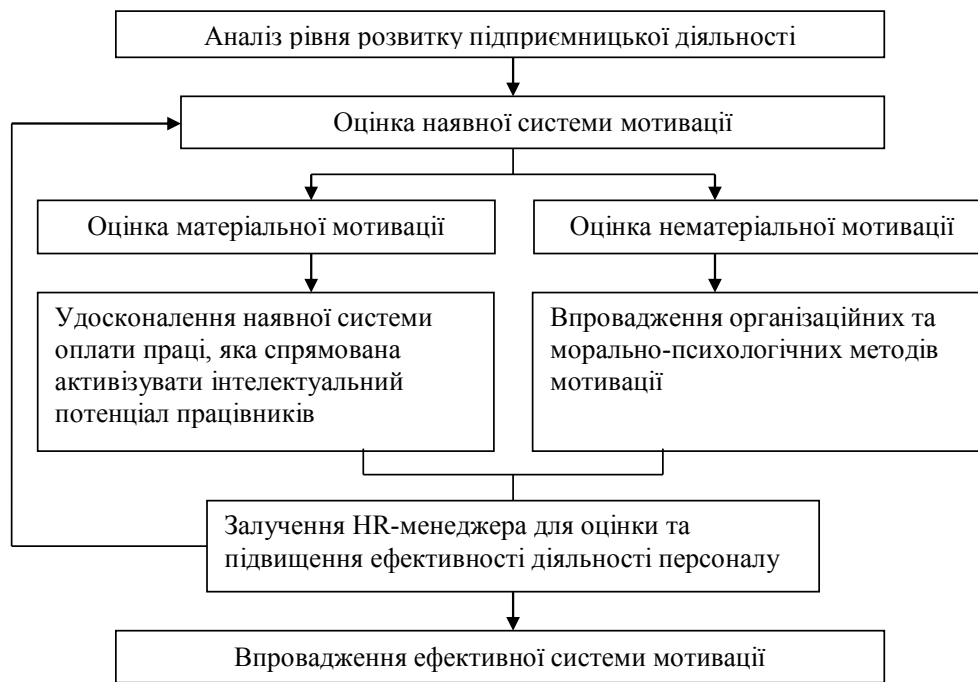 Аналіз рівня розвитку підприємницької діяльності
Оцінка наявної системи мотивації
Оцінка матеріальної мотивації
Оцінка нематеріальної мотивації
Удосконалення наявної системи
оплати праці, яка спрямована
активізувати інтелектуальний
потенціал працівників
Впровадження організаційних та
морально-психологічних методів
мотивації
Залучення HR-менеджера для оцінки та
підвищення ефективності діяльності персоналу
Впровадження ефективної системи мотивації